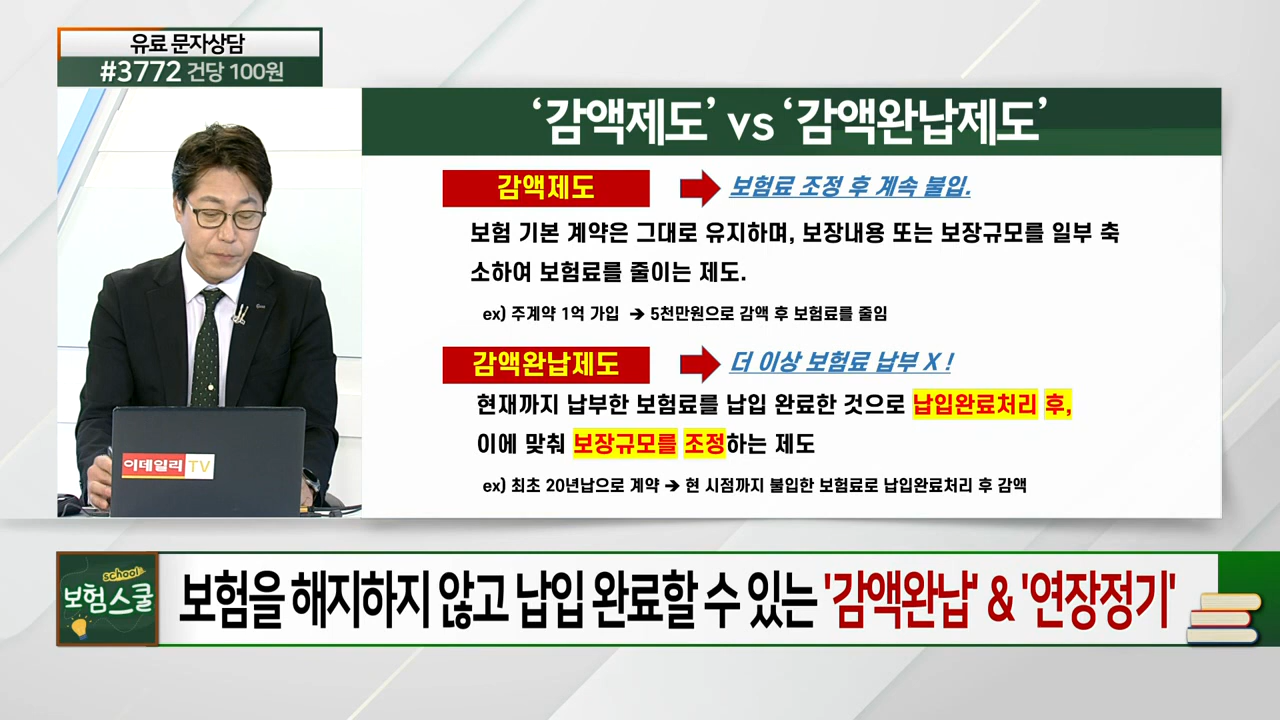 유료 문자상담
#3772 건당 100원
‘감액제도’ vs ‘감액완납제도’
감액제도
보험료 조정 후 계속 불입.
보험 기본 계약은 그대로 유지하며, 보장내용 또는 보장규모를 일부 축
소하여 보험료를 줄이는 제도.
ex) 주계약 1억 가입 ➔ 5천만원으로 감액 후 보험료를 줄임
감액완납제도
더 이상 보험료 납부 X !
현재까지 납부한 보험료를 납입 완료한 것으로 납입완료처리 후,
이에 맞춰 보장규모를 조정하는 제도
ex) 최초 20년납으로 계약 ➔ 현 시점까지 불입한 보험료로 납입완료처리 후 감액
이데일리 TV
school
보험스쿨
보험을 해지하지 않고 납입 완료할 수 있는 '감액완납' & '연장정기'